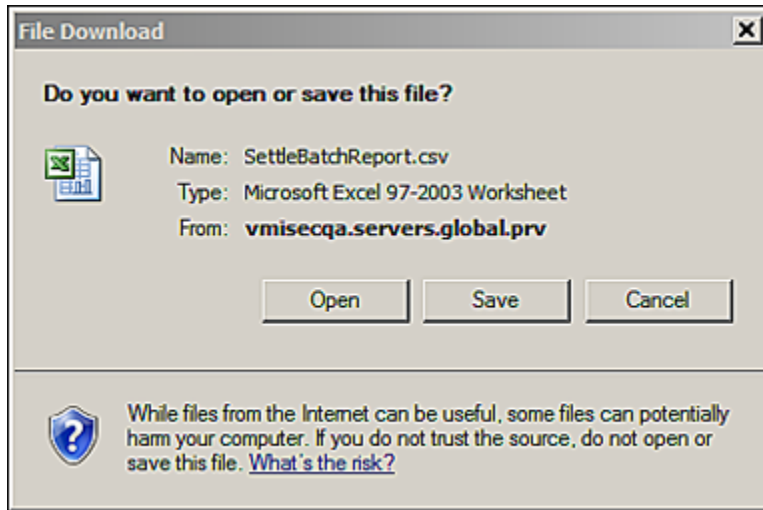 File Download
Do you want to open or save this file?
Name: SettleBatchReport.csv
Type: Microsoft Excel 97-2003 Worksheet
From: vmisecqa.servers.global.prv
Open Save Cancel
While files from the Internet can be useful, some files can potentially
harm your computer. If you do not trust the source, do not open or
save this file. What's the risk?